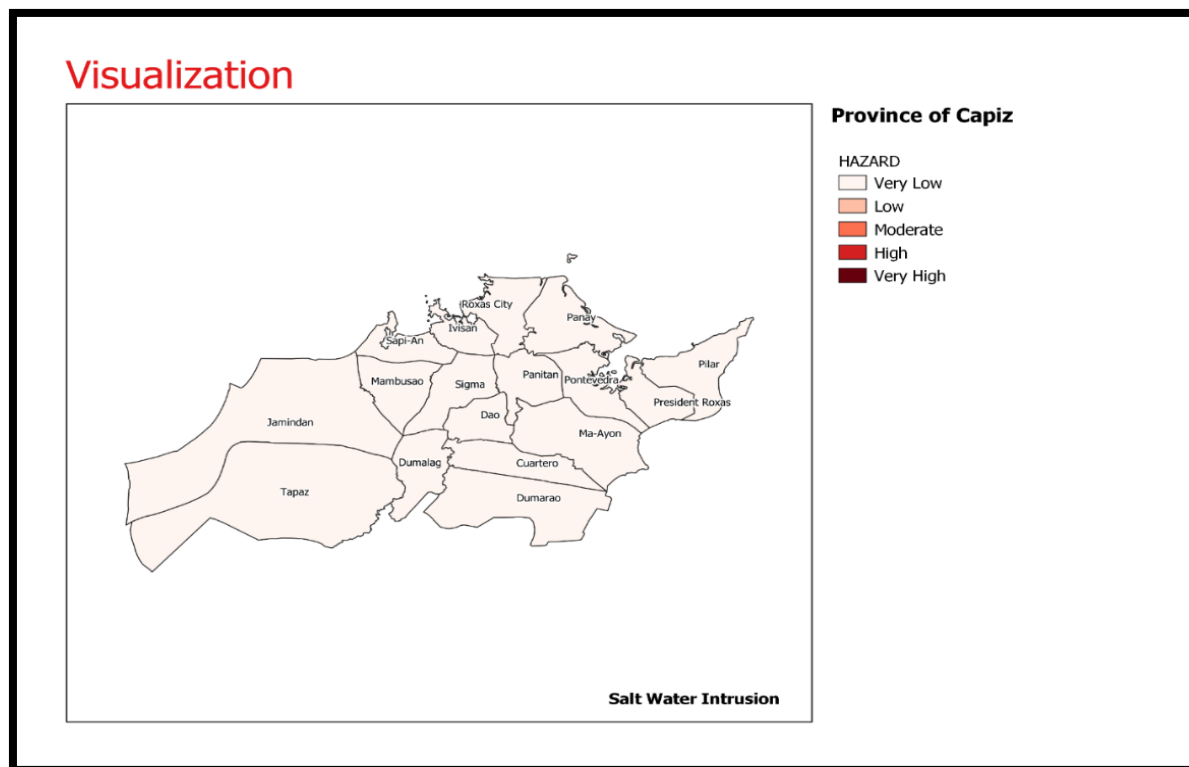 Visualization
Province of Capiz
HAZARD
Very Low
Low
Moderate
High
Very High
Roxas City
Panay
Ivisan
Sapi-An
Pilar
Mambusao
Sigma
Panitan
Pontevedra
President Roxas
Dao
Jamindan
Ma-Ayon
Dumalag
Cuartero
Tapaz
Dumarao
Salt Water Intrusion